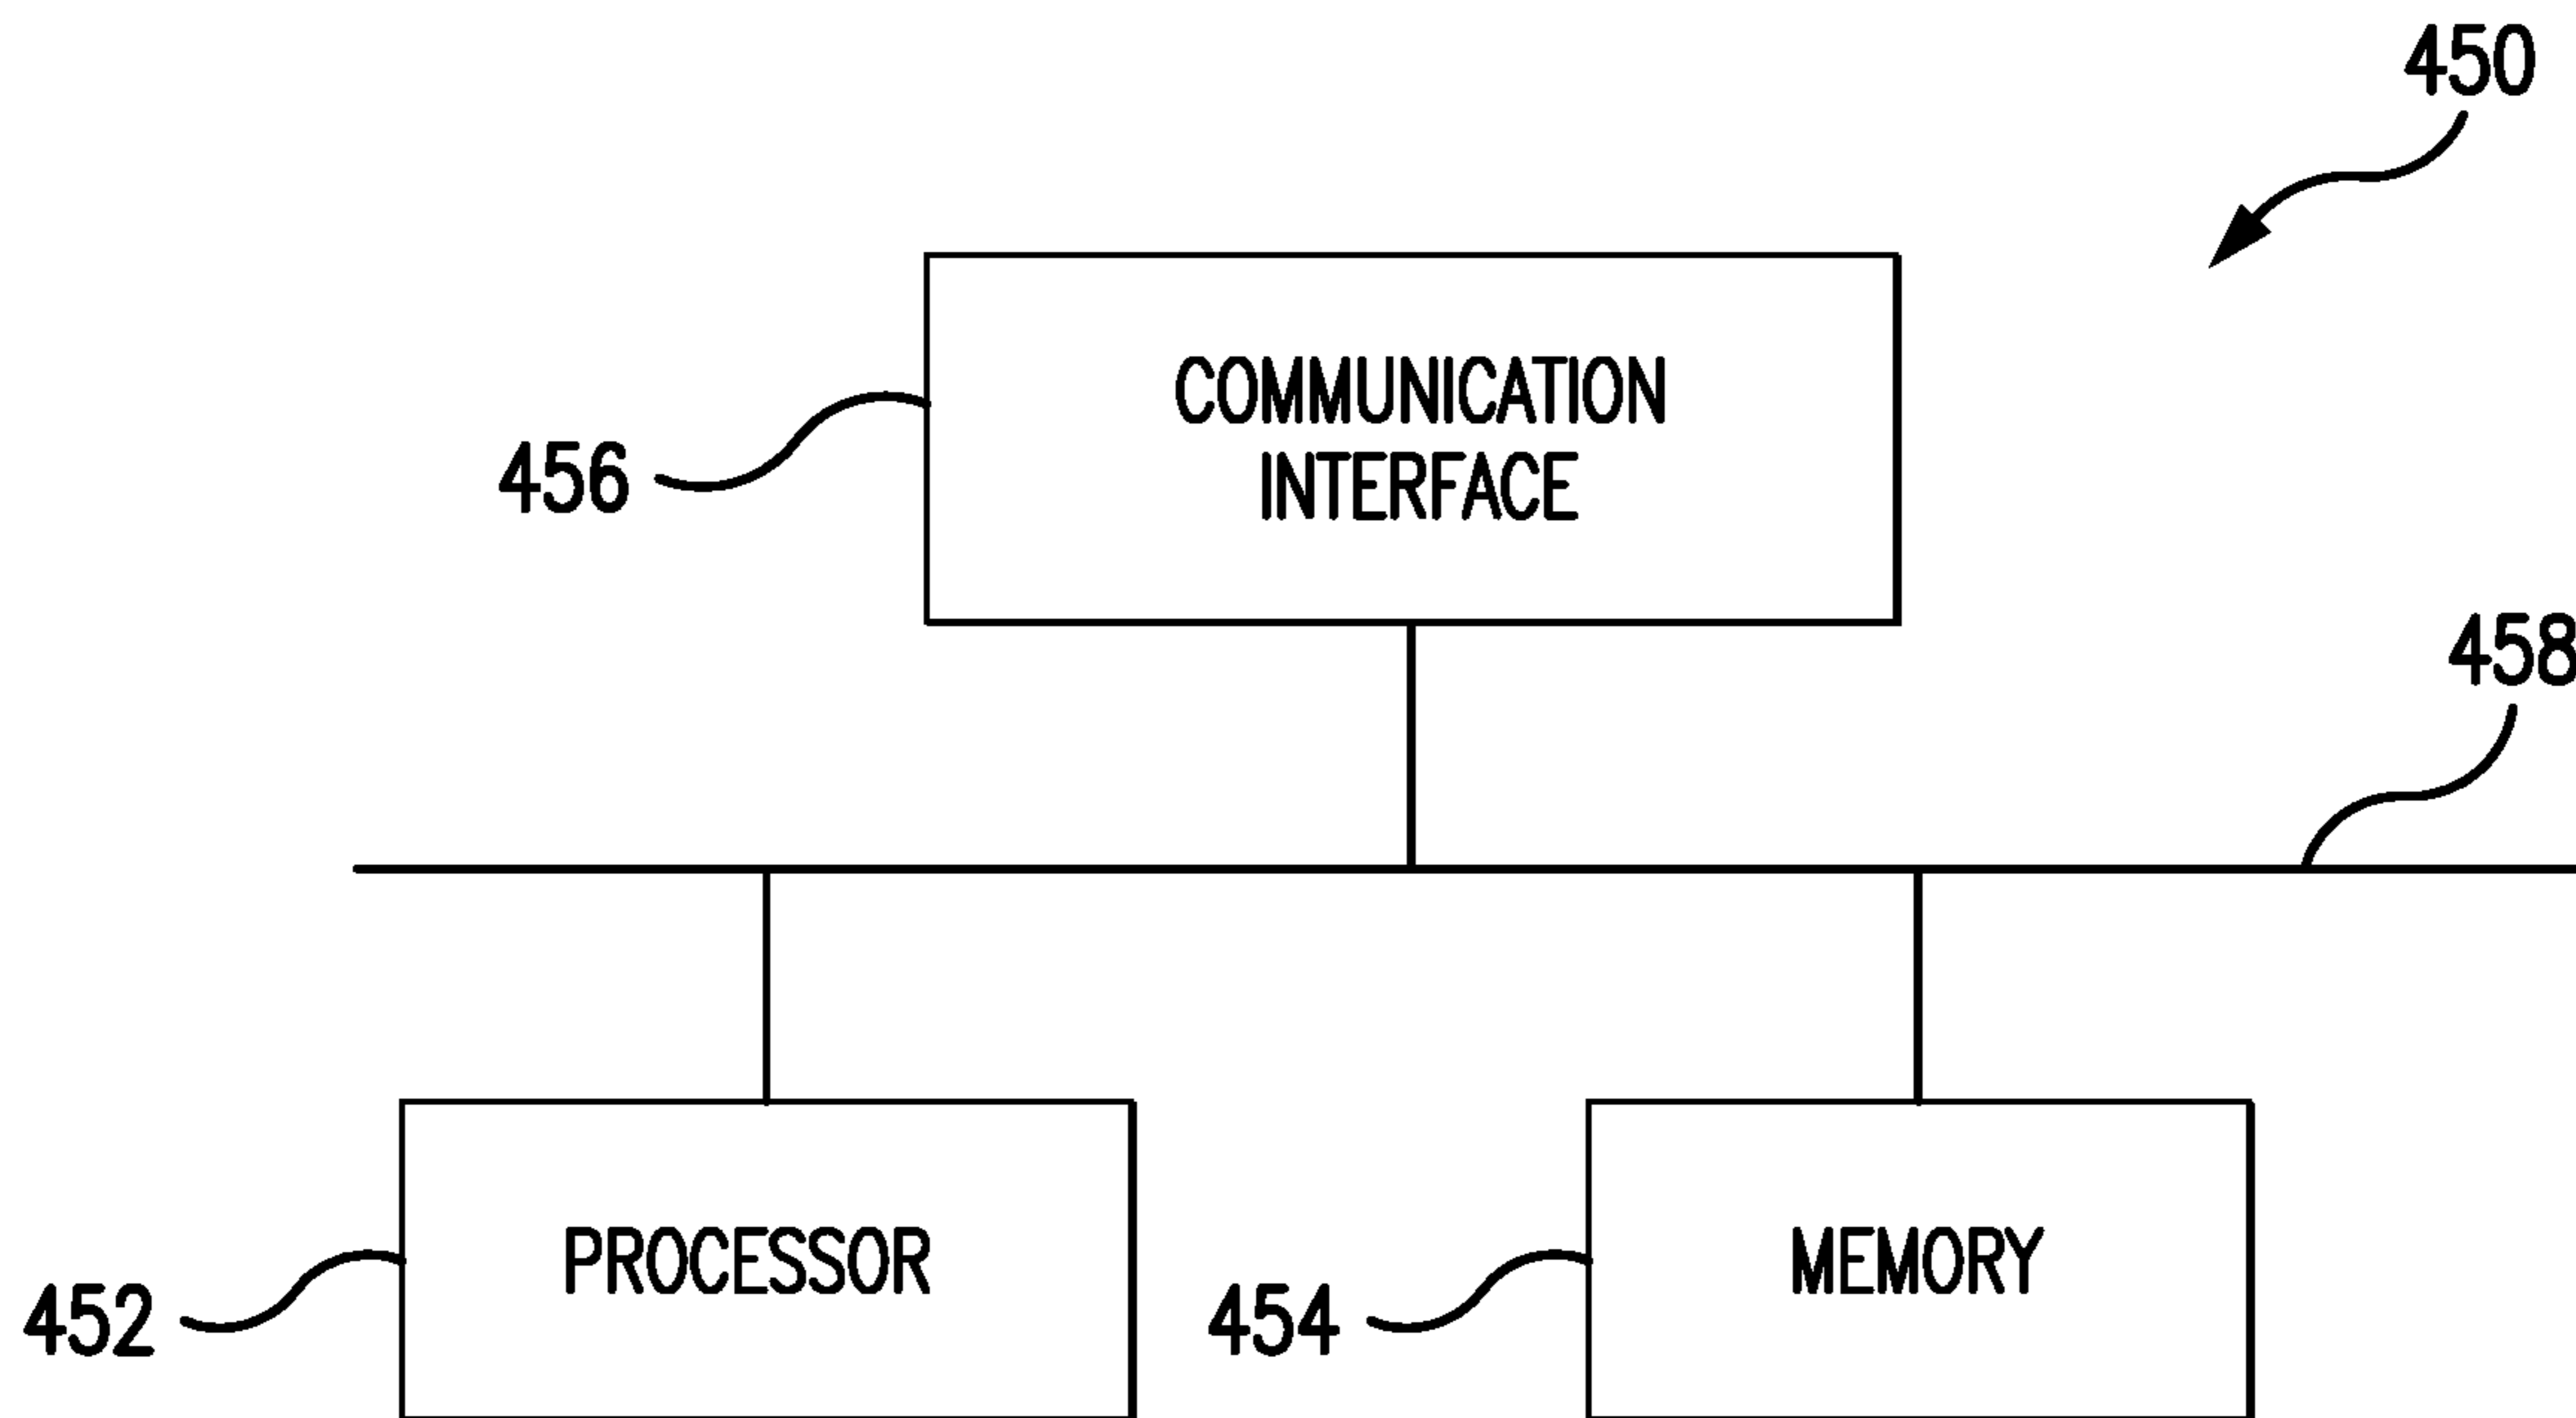 450
COMMUNICATION
INTERFACE
456
458
PROCESSOR
MEMORY
452
454